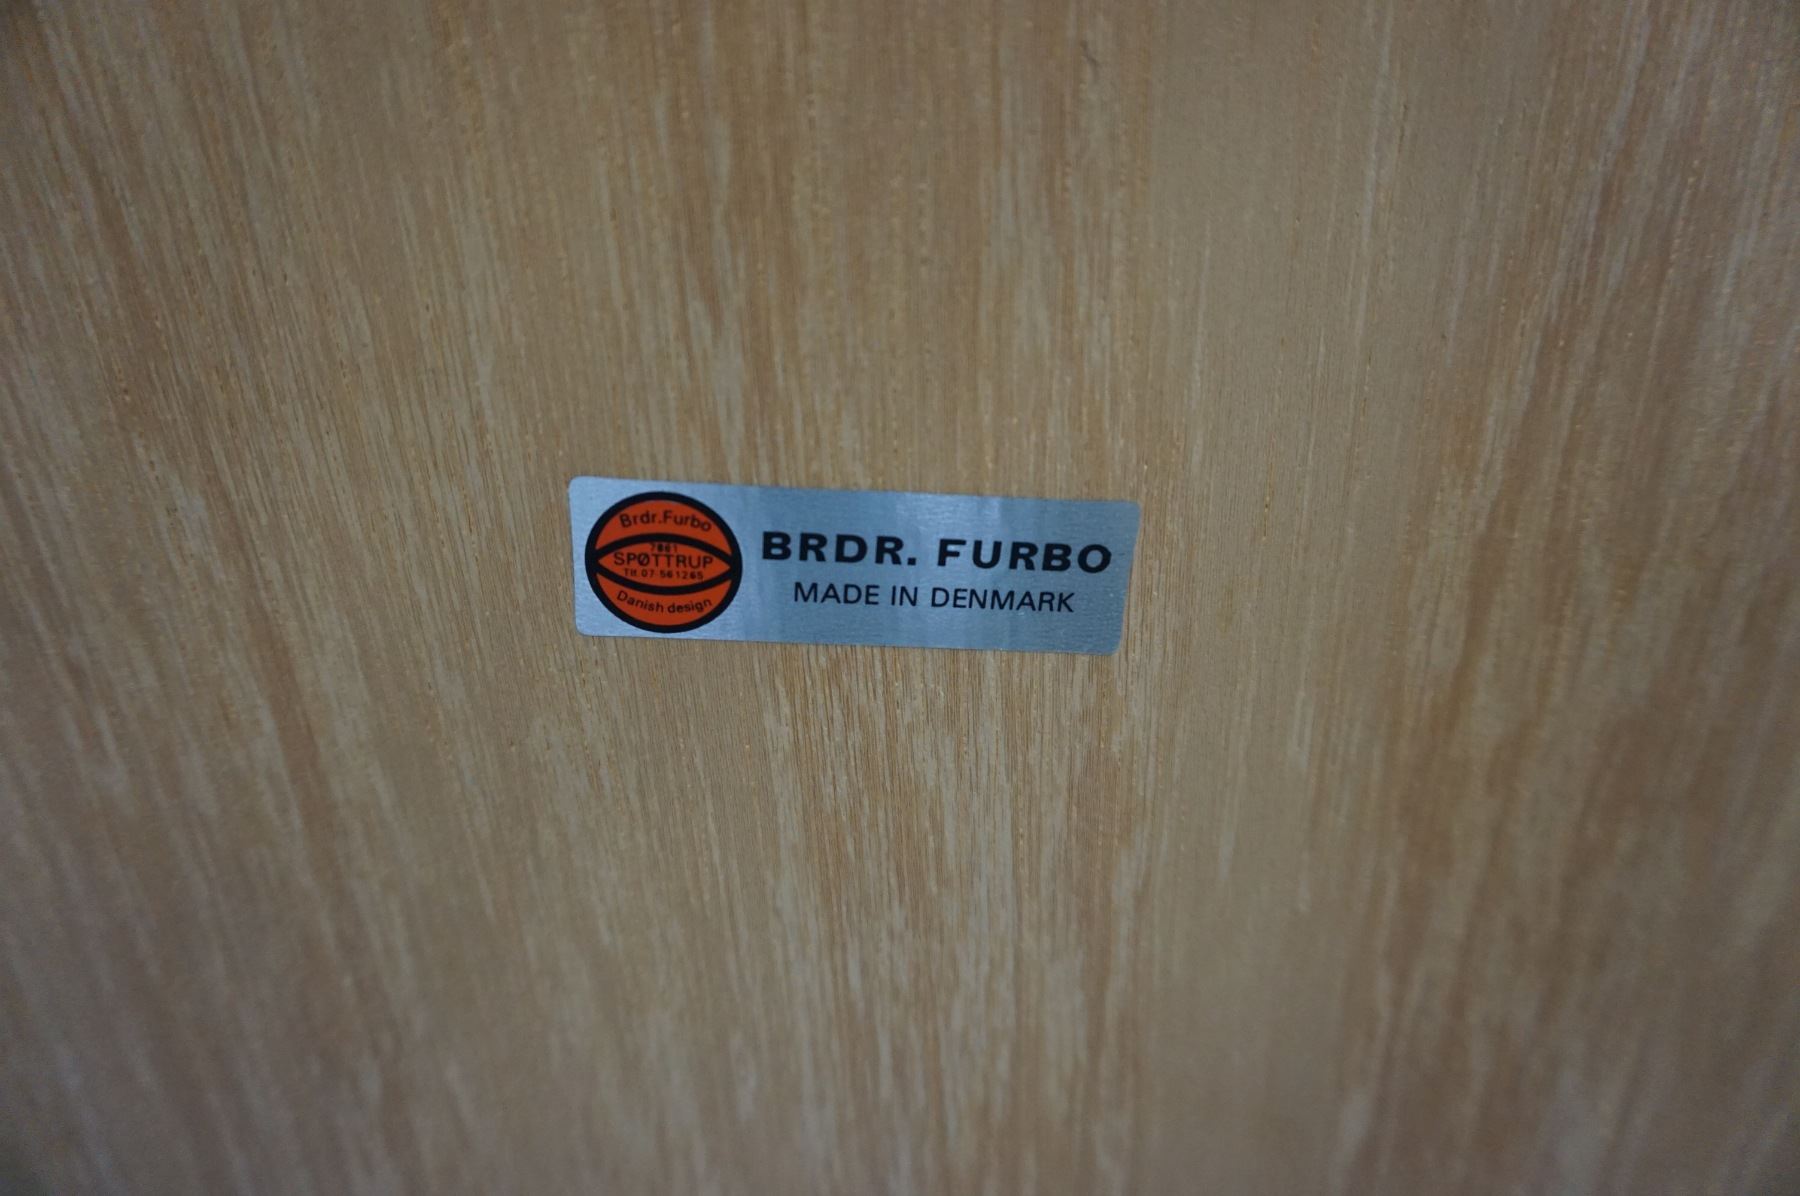 Brdr.Furbo
7861
SPØTTRUP
Tlf.07-561265
Danish design
BRDR. FURBO
MADE IN DENMARK